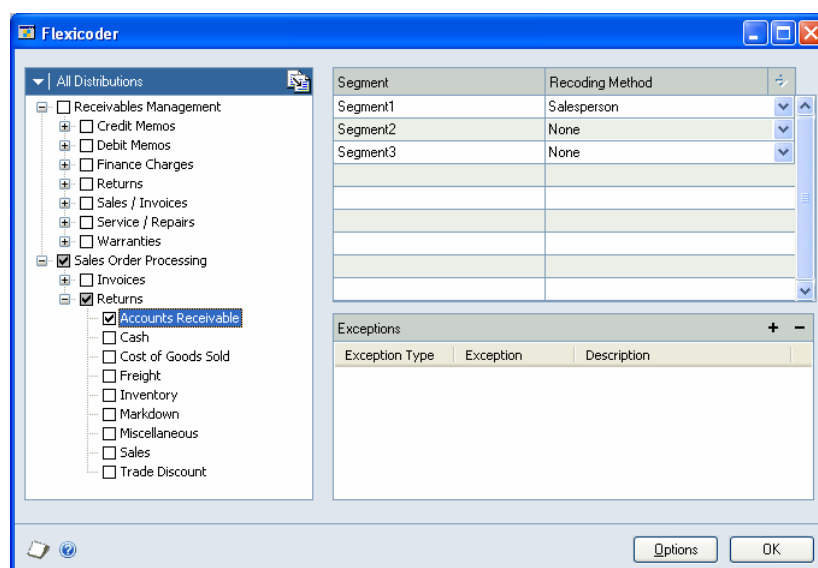 Flexicoder
All Distributions
Receivables Management
Credit Memos
Debit Memos
Finance Charges
Returns
Sales / Invoices
Service / Repairs
Warranties
Sales Order Processing
Invoices
Returns
Accounts Receivable
Cash
Cost of Goods Sold
Freight
Inventory
Markdown
Miscellaneous
Sales
Trade Discount
Segment Recoding Method
Segment1 Salesperson
Segment2 None
Segment3 None
Exceptions
Exception Type Exception Description
Options OK